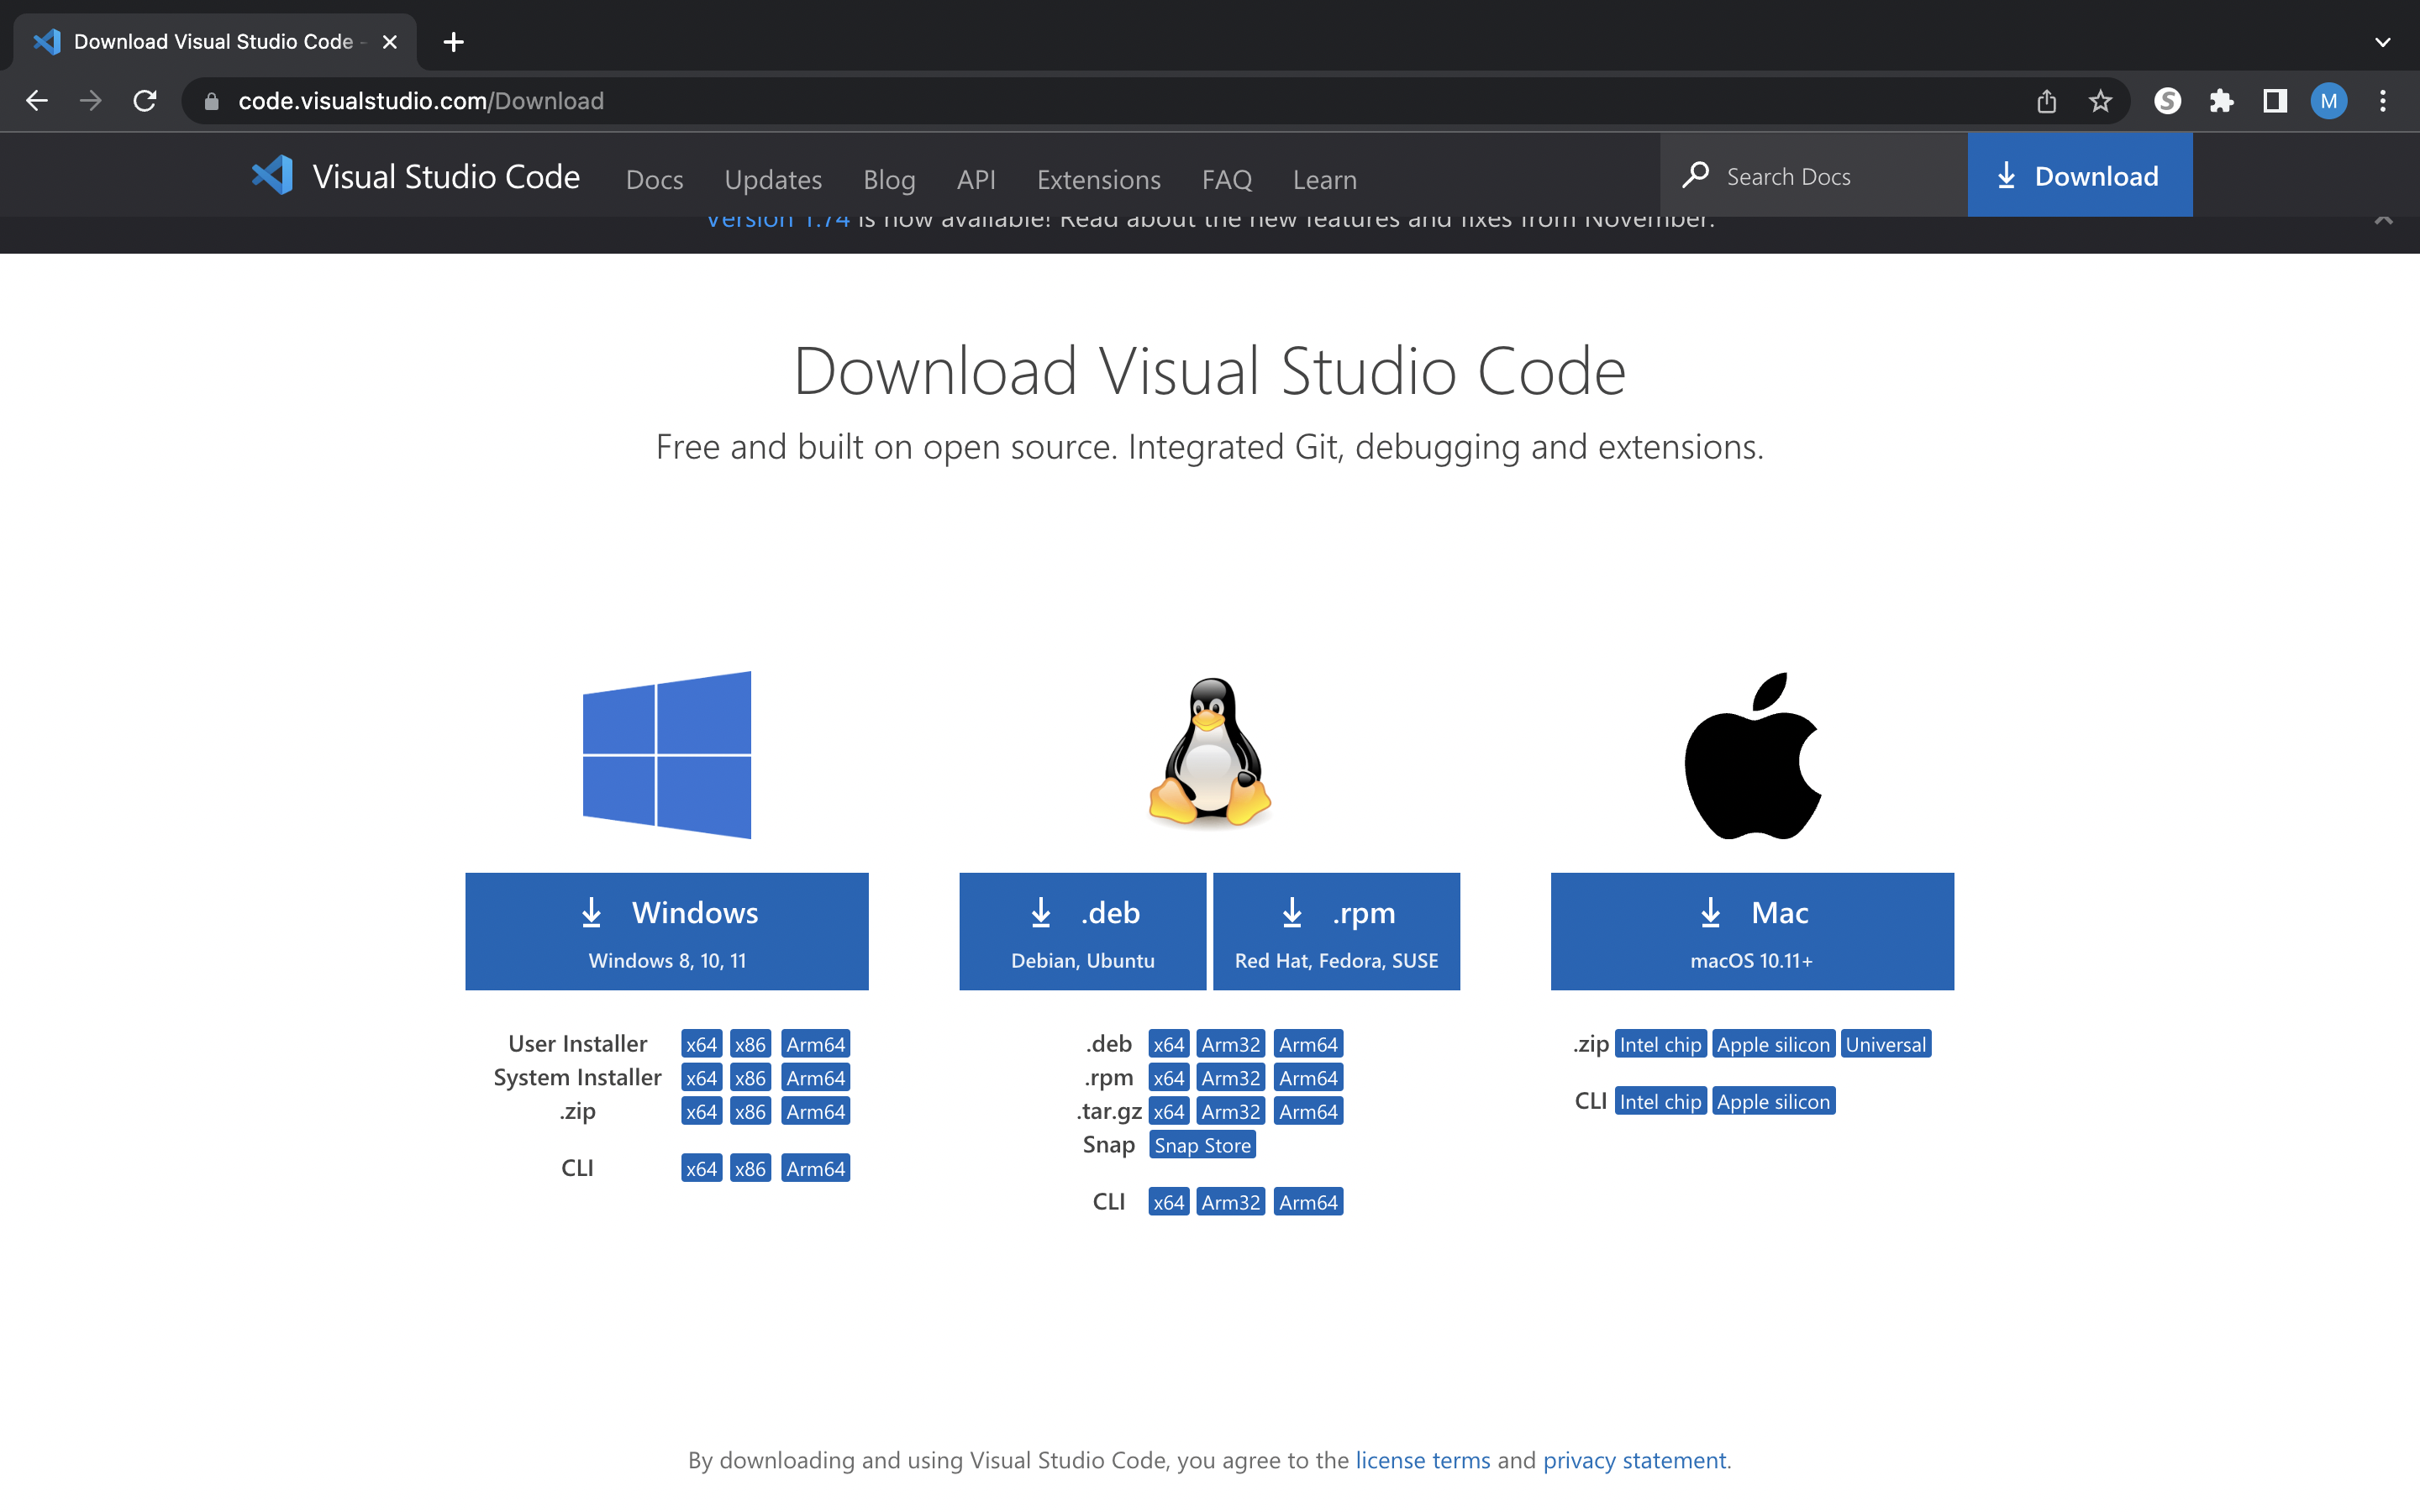 Download Visual Studio Code -
code.visualstudio.com/Download
M
Visual Studio Code Docs Updates Blog API Extensions FAQ Learn Search Docs Download
Version 1.74 is now available! Read about the new features and fixes from November.
Download Visual Studio Code
Free and built on open source. Integrated Git, debugging and extensions.
Windows
Windows 8, 10, 11
User Installer x64 x86 Arm64
System Installer x64 x86 Arm64
.zip x64 x86 Arm64
CLI x64 x86 Arm64
.deb
Debian, Ubuntu
.rpm
Red Hat, Fedora, SUSE
.deb x64 Arm32 Arm64
.rpm x64 Arm32 Arm64
.tar.gz x64 Arm32 Arm64
Snap Snap Store
CLI x64 Arm32 Arm64
Mac
macOS 10.11+
.zip Intel chip Apple silicon Universal
CLI Intel chip Apple silicon
By downloading and using Visual Studio Code, you agree to the license terms and privacy statement.